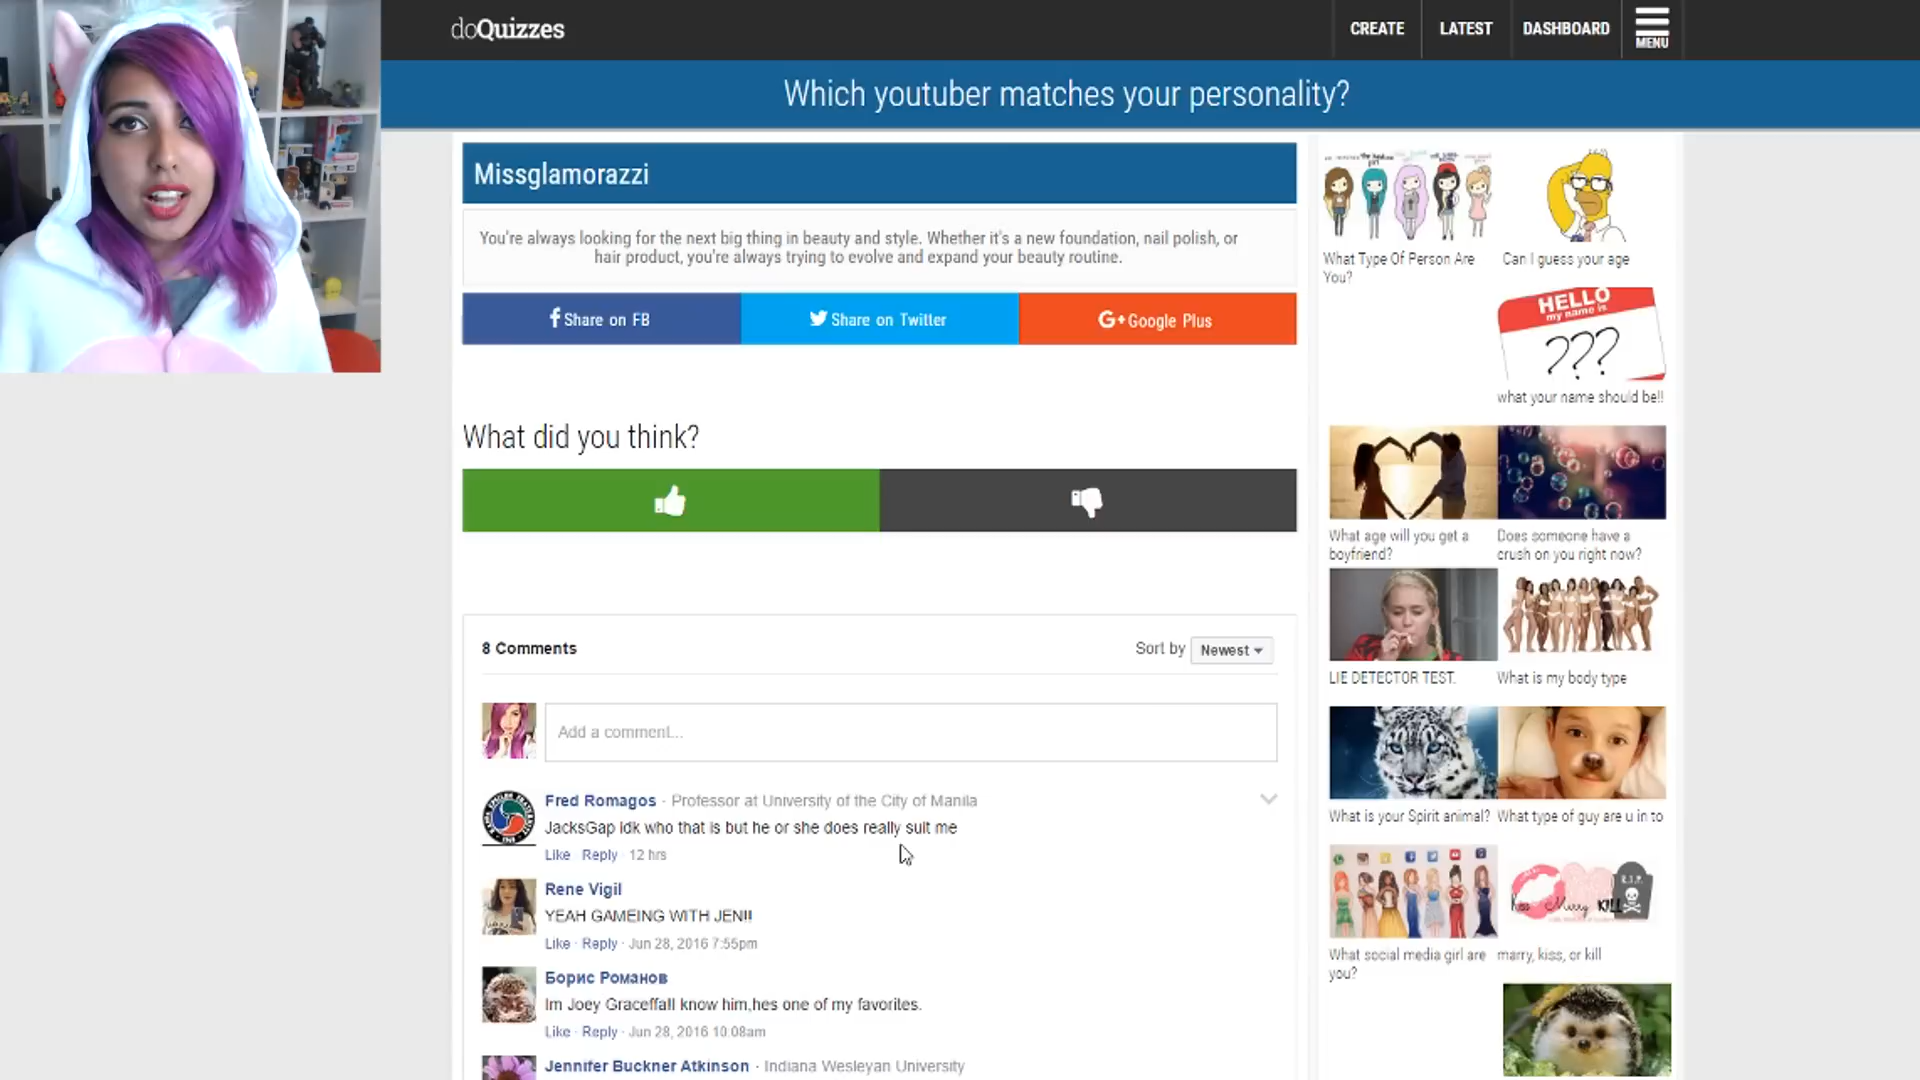 doQuizzes
CREATE
LATEST
DASHBOARD
MENU
Which youtuber matches your personality?
Missglamorazzi
You're always looking for the next big thing in beauty and style. Whether it's a new foundation, nail polish, or
hair product, you're always trying to evolve and expand your beauty routine.
Share on FB
Share on Twitter
G+ Google Plus
What did you think?
8 Comments
Sort by Newest
Add a comment...
Fred Romagos · Professor at University of the City of Manila
JacksGap idk who that is but he or she does really suit me
Like · Reply · 12 hrs
Rene Vigil
YEAH GAMEING WITH JEN!!
Like · Reply · Jun 28, 2016 7:55pm
Борис Романов
Im Joey Graceffall know him,hes one of my favorites.
Like · Reply · Jun 28, 2016 10:08am
Jennifer Buckner Atkinson · Indiana Wesleyan University
What Type Of Person Are
You?
Can I guess your age
HELLO
my name is
???
what your name should be!!
What age will you get a
boyfriend?
Does someone have a
crush on you right now?
LIE DETECTOR TEST.
What is my body type
What is your Spirit animal?
What type of guy are u in to
What social media girl are
you?
kiss Marry KILL
R.I.P.
marry, kiss, or kill